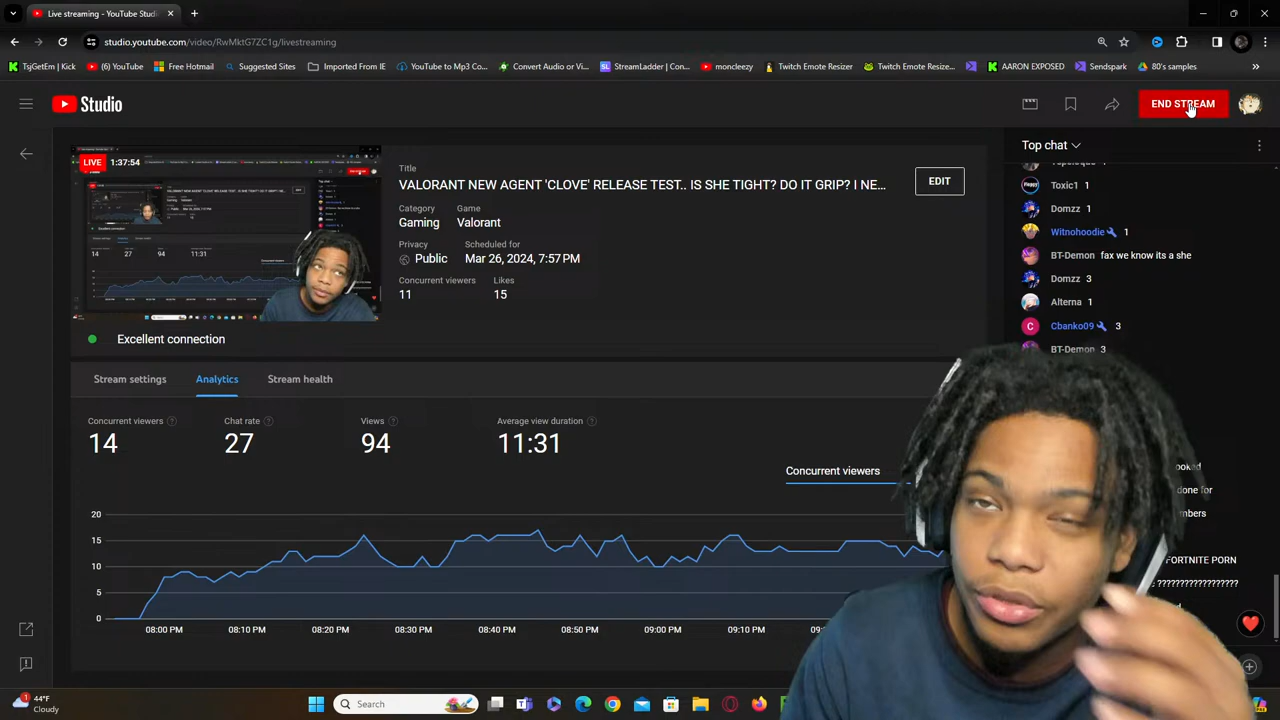 Live streaming - YouTube Studi
studio.youtube.com/video/RwMktG7ZC1g/livestreaming
TsjGetEm | Kick
(6) YouTube
Free Hotmail
Suggested Sites
Imported From IE
YouTube to Mp3 Co...
Convert Audio or Vi...
StreamLadder | Con...
moncleezy
Twitch Emote Resizer
Twitch Emote Resize...
AARON EXPOSED
Sendspark
80's samples
Studio
END STREAM
LIVE 1:37:54
Title
VALORANT NEW AGENT 'CLOVE' RELEASE TEST.. IS SHE TIGHT? DO IT GRIP? I NE...
EDIT
Category Game
Gaming Valorant
Privacy Scheduled for
Public Mar 26, 2024, 7:57 PM
Concurrent viewers Likes
11 15
Excellent connection
Stream settings Analytics Stream health
Concurrent viewers Chat rate Views Average view duration
14 27 94 11:31
Concurrent viewers
20
15
10
5
0
08:00 PM 08:10 PM 08:20 PM 08:30 PM 08:40 PM 08:50 PM 09:00 PM 09:10 PM
Top chat
Toxic1 1
Domzz 1
Witnohoodie 1
BT-Demon fax we know its a she
Domzz 3
Alterna 1
Cbanko09 3
BT-Demon 3
done for
FORTNITE PORN
??????????????????
44°F
Cloudy
Search